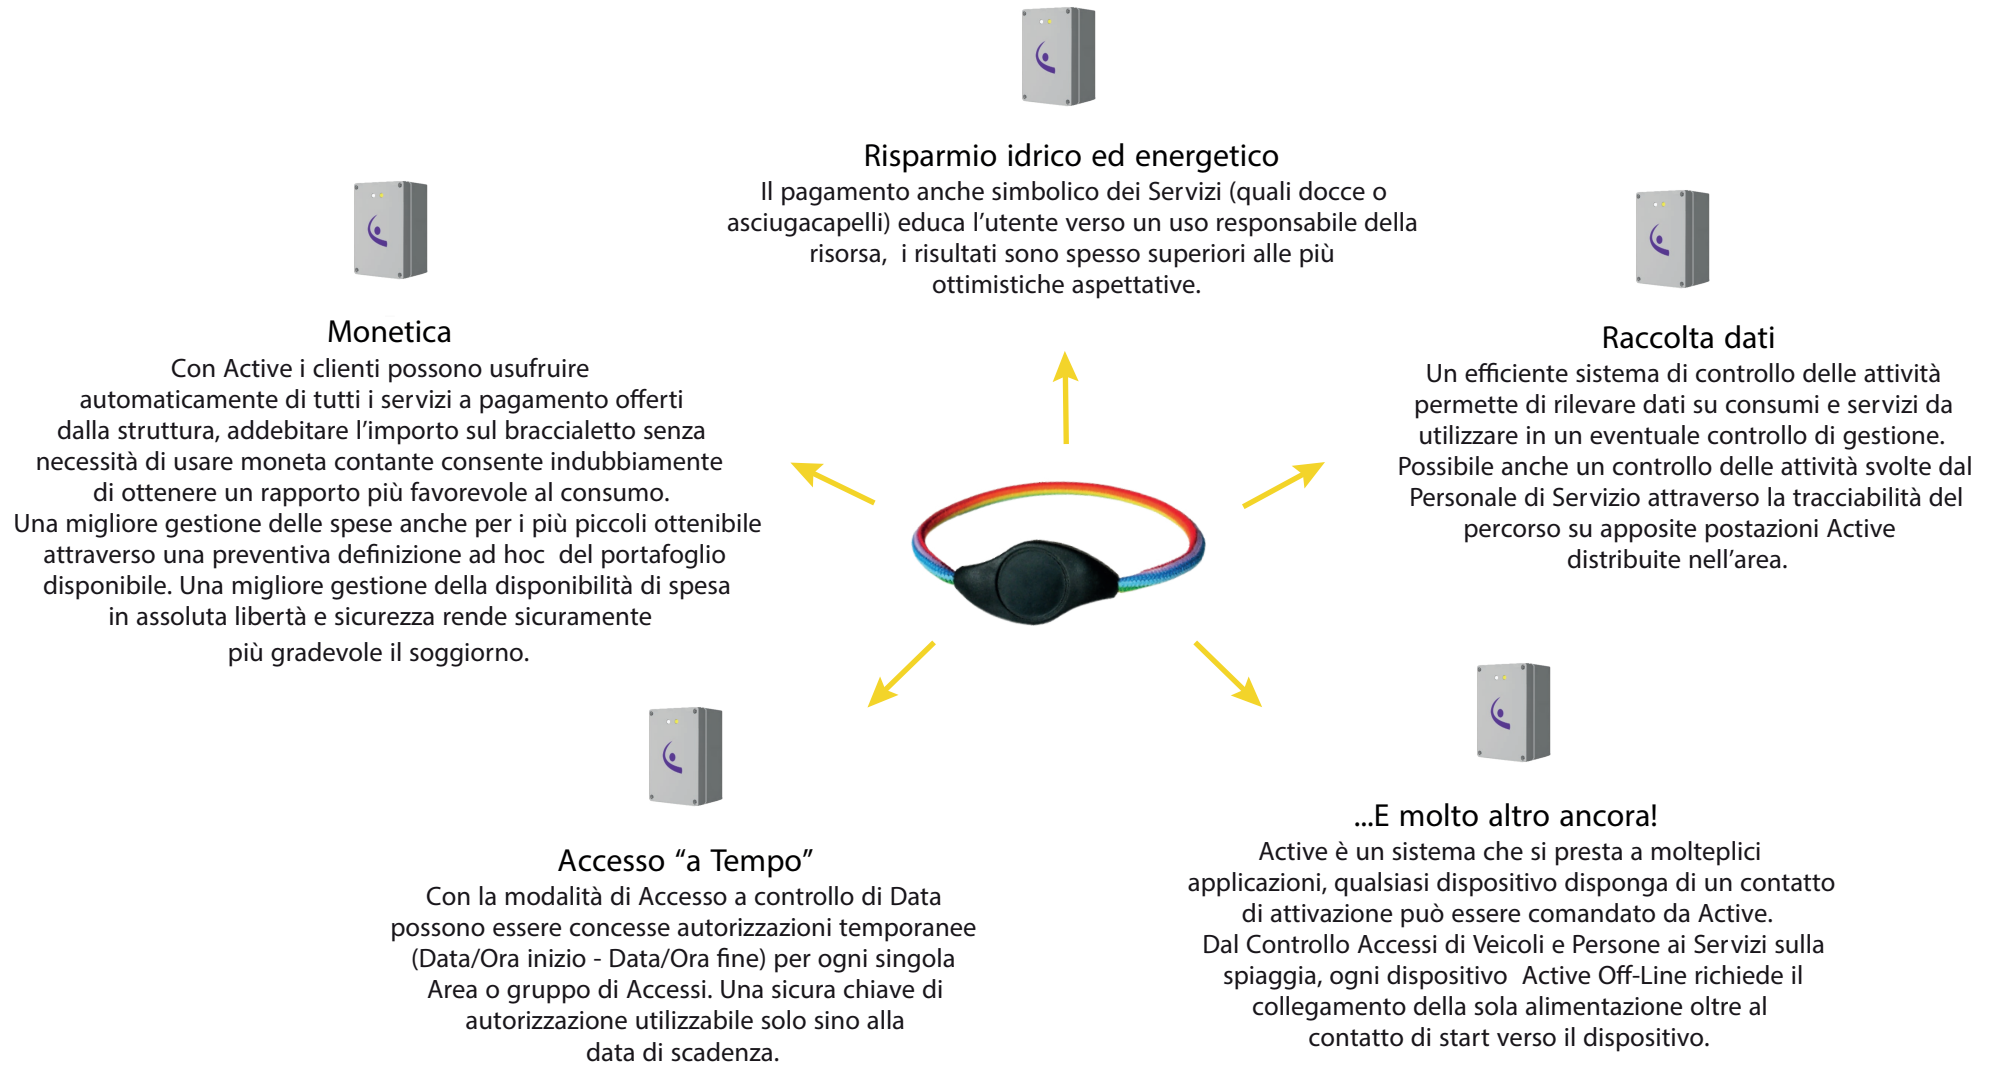 Risparmio idrico ed energetico
Il pagamento anche simbolico dei Servizi (quali docce o
asciugacapelli) educa l’utente verso un uso responsabile della
risorsa,  i risultati sono spesso superiori alle più
ottimistiche aspettative.
Monetica
Con Active i clienti possono usufruire
automaticamente di tutti i servizi a pagamento offerti
dalla struttura, addebitare l’importo sul braccialetto senza
necessità di usare moneta contante consente indubbiamente
di ottenere un rapporto più favorevole al consumo.
Una migliore gestione delle spese anche per i più piccoli ottenibile
attraverso una preventiva definizione ad hoc  del portafoglio
disponibile. Una migliore gestione della disponibilità di spesa
in assoluta libertà e sicurezza rende sicuramente
più gradevole il soggiorno.
Raccolta dati
Un efficiente sistema di controllo delle attività
permette di rilevare dati su consumi e servizi da
utilizzare in un eventuale controllo di gestione.
Possibile anche un controllo delle attività svolte dal
Personale di Servizio attraverso la tracciabilità del
percorso su apposite postazioni Active
distribuite nell’area.
Accesso “a Tempo”
Con la modalità di Accesso a controllo di Data
possono essere concesse autorizzazioni temporanee
(Data/Ora inizio - Data/Ora fine) per ogni singola
Area o gruppo di Accessi. Una sicura chiave di
autorizzazione utilizzabile solo sino alla
data di scadenza.
...E molto altro ancora!
Active è un sistema che si presta a molteplici
applicazioni, qualsiasi dispositivo disponga di un contatto
di attivazione può essere comandato da Active.
Dal Controllo Accessi di Veicoli e Persone ai Servizi sulla
spiaggia, ogni dispositivo  Active Off-Line richiede il
collegamento della sola alimentazione oltre al
contatto di start verso il dispositivo.